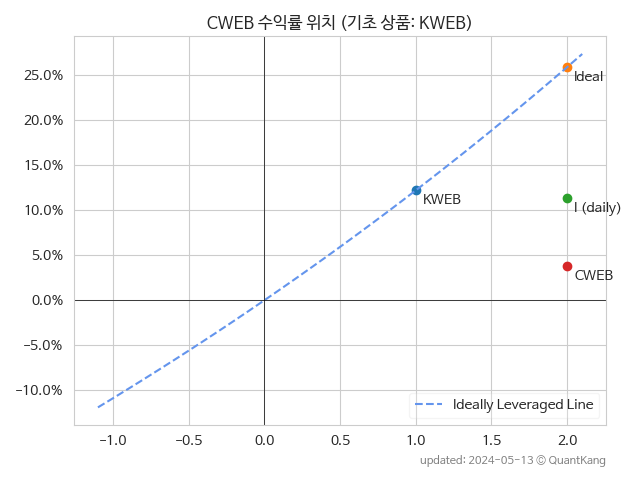 CWEB 수익률 위치 (기초 상품: KWEB)
25.0%
20.0%
15.0%
10.0%
5.0%
0.0%
−5.0%
−10.0%
Ideal
KWEB
I (daily)
CWEB
Ideally Leveraged Line
−1.0 −0.5 0.0 0.5 1.0 1.5 2.0
updated: 2024-05-13 ⓒ QuantKang